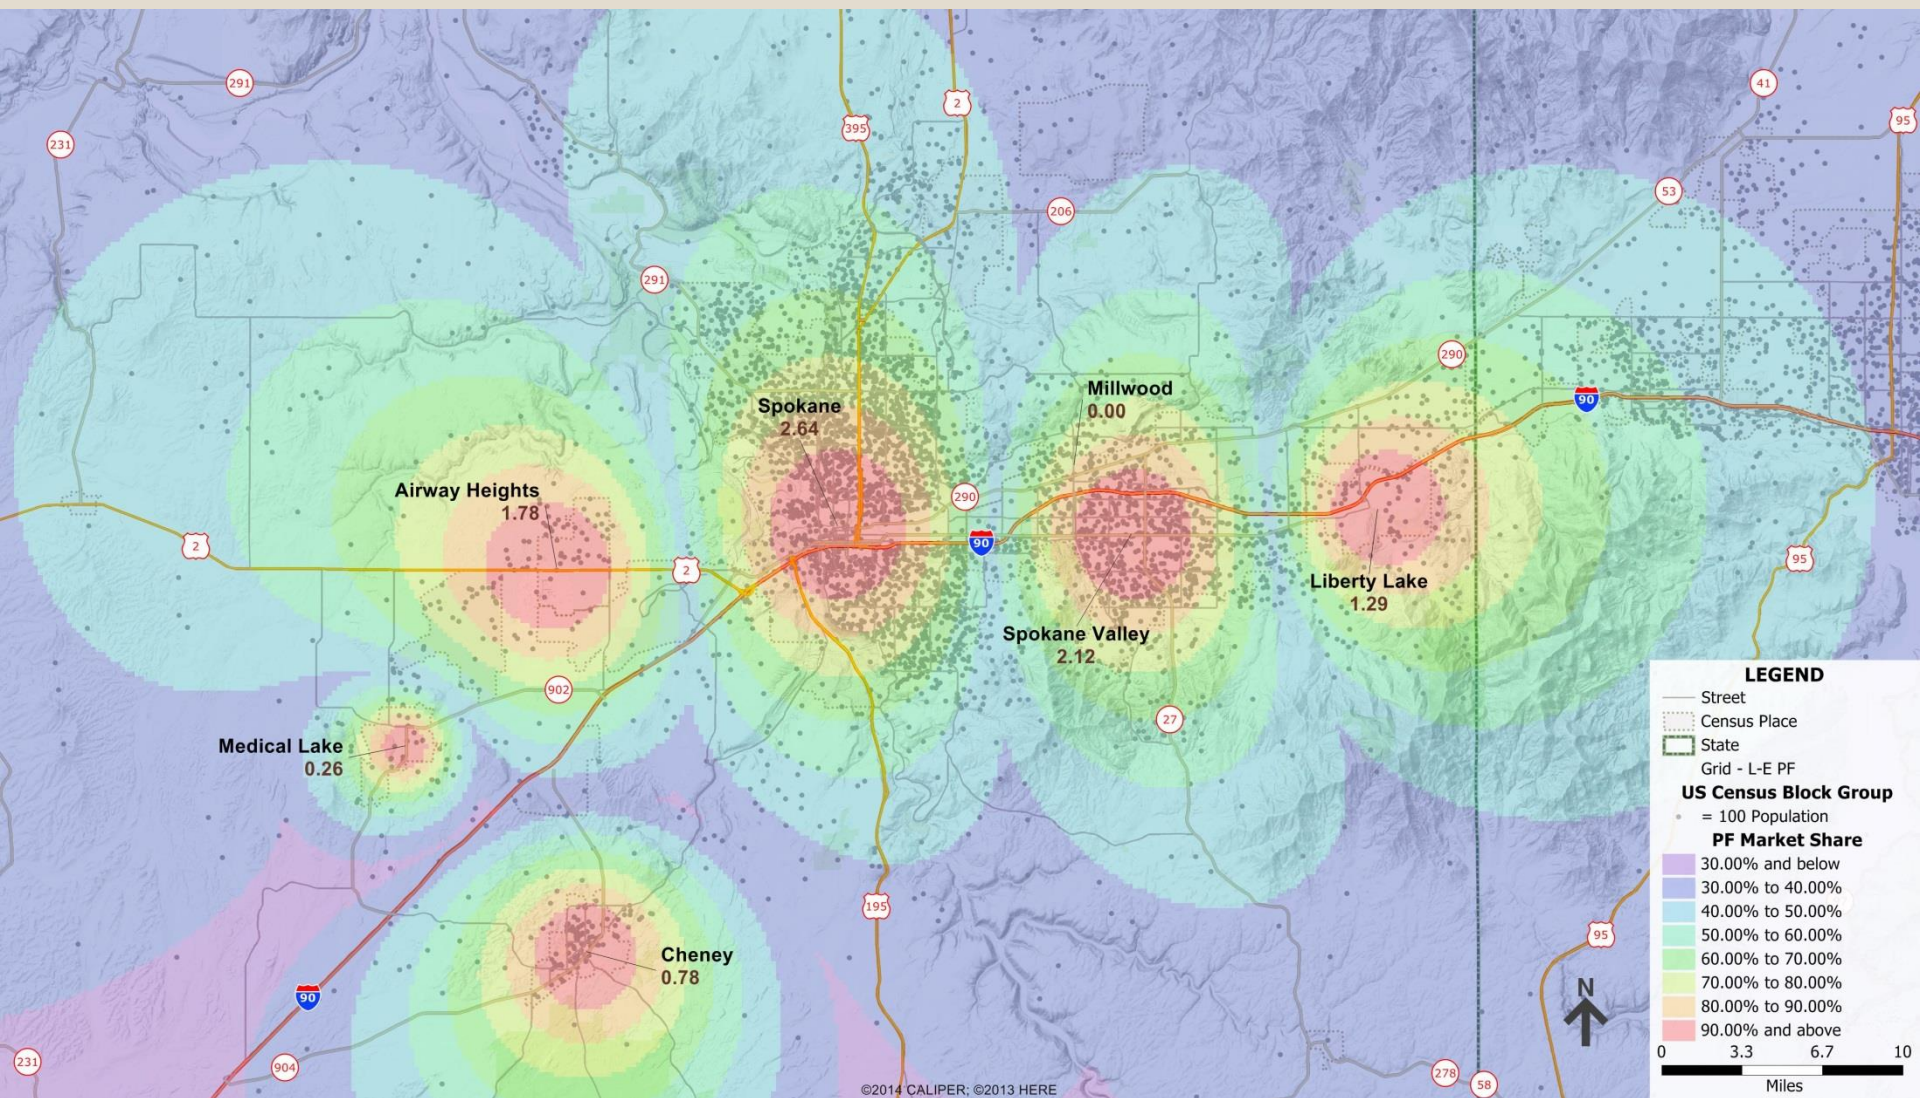 291
231
395
2
41
95
53
206
291
290
Millwood
0.00
Spokane
2.64
90
Airway Heights
1.78
290
2
2
90
95
Liberty Lake
1.29
Spokane Valley
2.12
902
27
Medical Lake
0.26
195
95
Cheney
0.78
90
231
904
278
58
N
LEGEND
Street
Census Place
State
Grid - L-E PF
US Census Block Group
= 100 Population
PF Market Share
30.00% and below
30.00% to 40.00%
40.00% to 50.00%
50.00% to 60.00%
60.00% to 70.00%
70.00% to 80.00%
80.00% to 90.00%
90.00% and above
0 3.3 6.7 10
Miles
©2014 CALIPER; ©2013 HERE